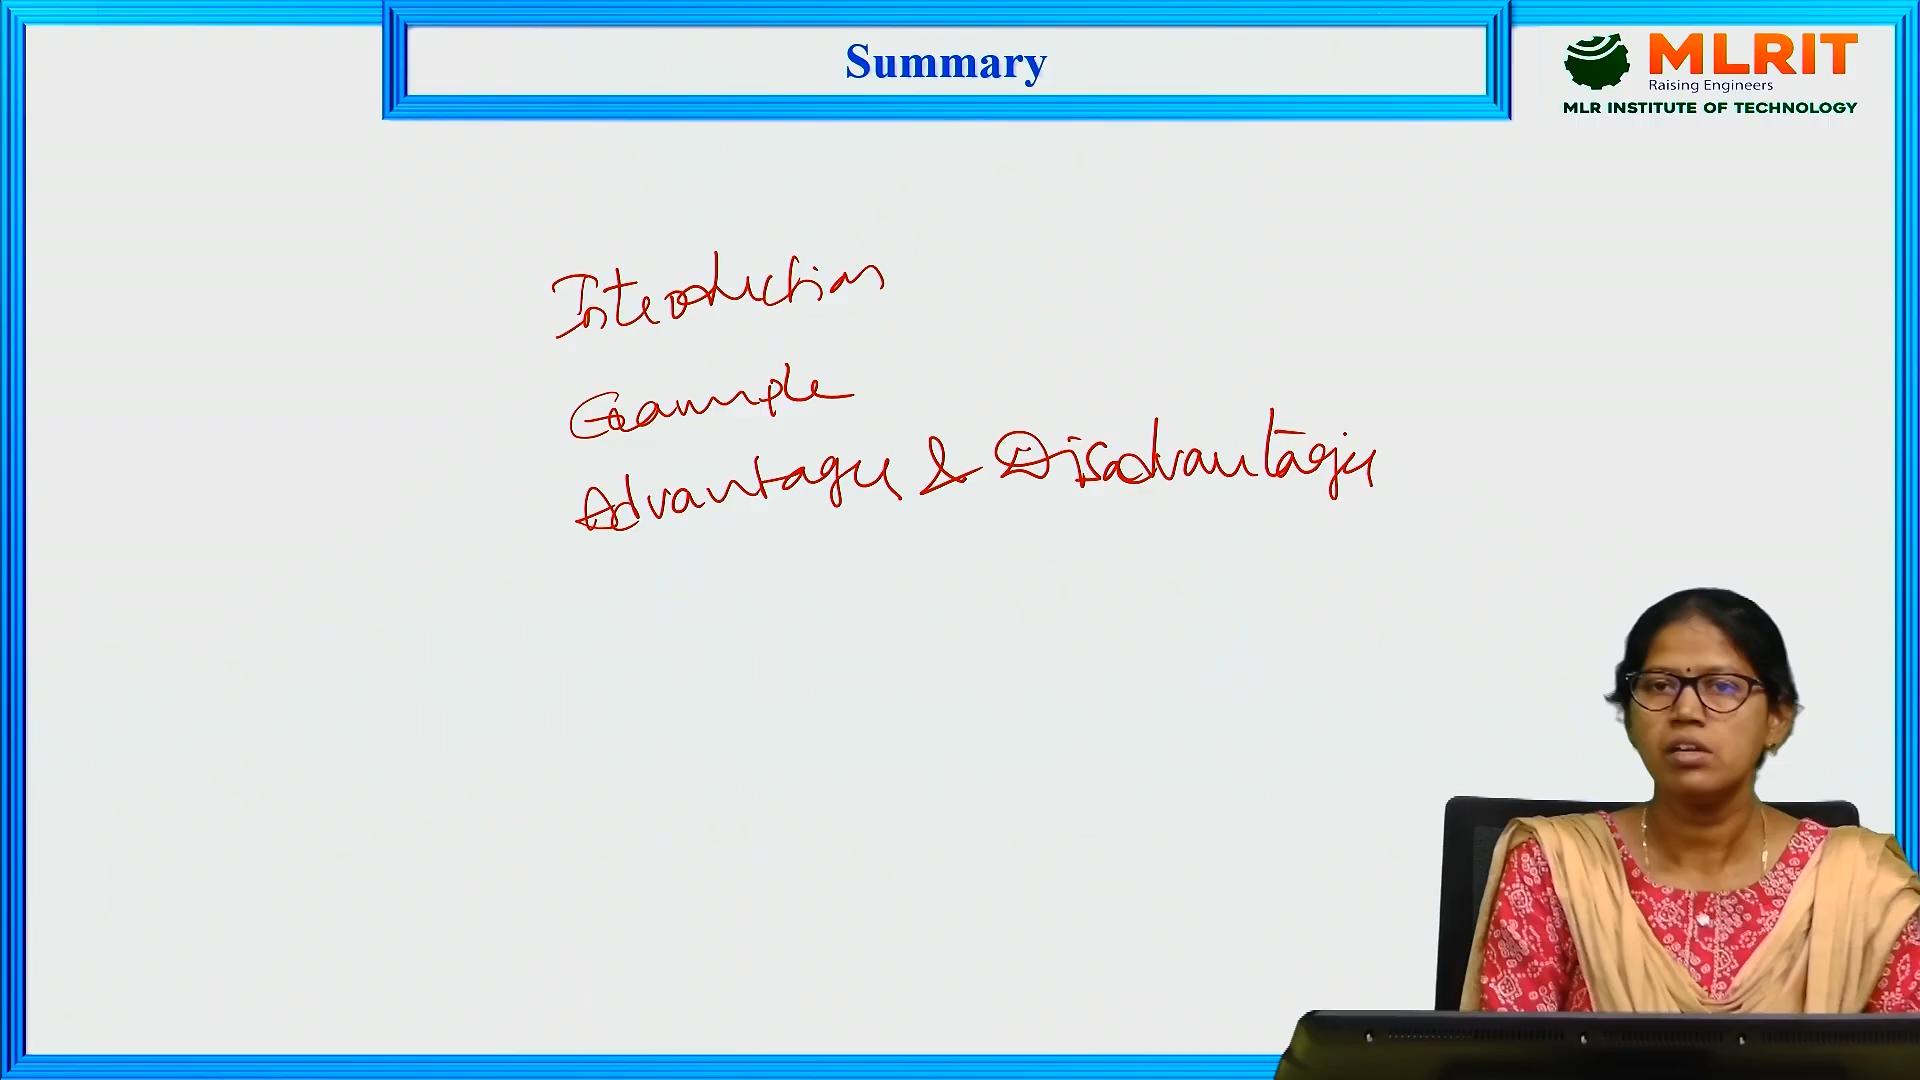 Summary
MLRIT
Raising Engineers
MLR INSTITUTE OF TECHNOLOGY
Introduction
Example
Advantages & Disadvantages